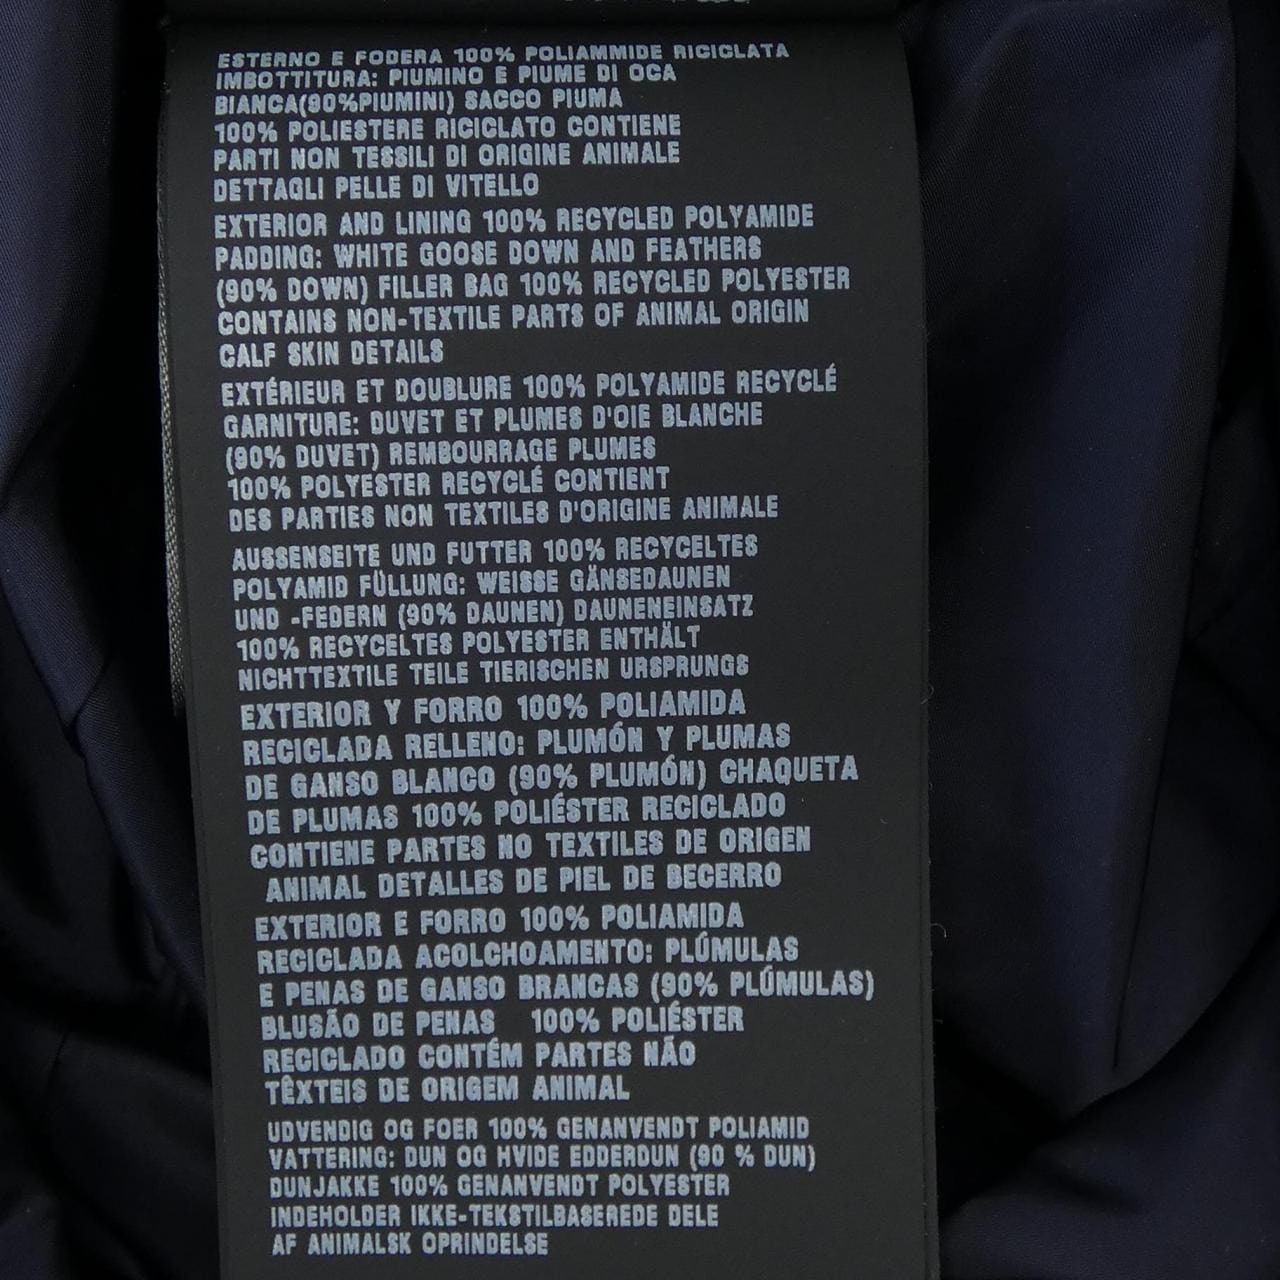 ESTERNO E FODERA 100% POLIAMMIDE RICICLATA
IMBOTTITURA: PIUMINO E PIUME DI OCA
BIANCA(90%PIUMINI) SACCO PIUMA
100% POLIESTERE RICICLATO CONTIENE
PARTI NON TESSILI DI ORIGINE ANIMALE
DETTAGLI PELLE DI VITELLO
EXTERIOR AND LINING 100% RECYCLED POLYAMIDE
PADDING: WHITE GOOSE DOWN AND FEATHERS
(90% DOWN) FILLER BAG 100% RECYCLED POLYESTER
CONTAINS NON-TEXTILE PARTS OF ANIMAL ORIGIN
CALF SKIN DETAILS
EXTÉRIEUR ET DOUBLURE 100% POLYAMIDE RECYCLÉ
GARNITURE: DUVET ET PLUMES D'OIE BLANCHE
(90% DUVET) REMBOURRAGE PLUMES
100% POLYESTER RECYCLÉ CONTIENT
DES PARTIES NON TEXTILES D'ORIGINE ANIMALE
AUSSENSEITE UND FUTTER 100% RECYCELTES
POLYAMID FÜLLUNG: WEISSE GÄNSEDAUNEN
UND -FEDERN (90% DAUNEN) DAUNENEINSATZ
100% RECYCELTES POLYESTER ENTHÄLT
NICHTTEXTILE TEILE TIERISCHEN URSPRUNGS
EXTERIOR Y FORRO 100% POLIAMIDA
RECICLADA RELLENO: PLUMÓN Y PLUMAS
DE GANSO BLANCO (90% PLUMÓN) CHAQUETA
DE PLUMAS 100% POLIÉSTER RECICLADO
CONTIENE PARTES NO TEXTILES DE ORIGEN
ANIMAL DETALLES DE PIEL DE BECERRO
EXTERIOR E FORRO 100% POLIAMIDA
RECICLADA ACOLCHOAMENTO: PLÚMULAS
E PENAS DE GANSO BRANCAS (90% PLÚMULAS)
BLUSÃO DE PENAS 100% POLIÉSTER
RECICLADO CONTÉM PARTES NÃO
TÊXTEIS DE ORIGEM ANIMAL
UDVENDIG OG FOER 100% GENANVENDT POLIAMID
VATTERING: DUN OG HVIDE EDDERDUN (90 % DUN)
DUNJAKKE 100% GENANVENDT POLYESTER
INDEHOLDER IKKE-TEKSTILBASEREDE DELE
AF ANIMALSK OPRINDELSE